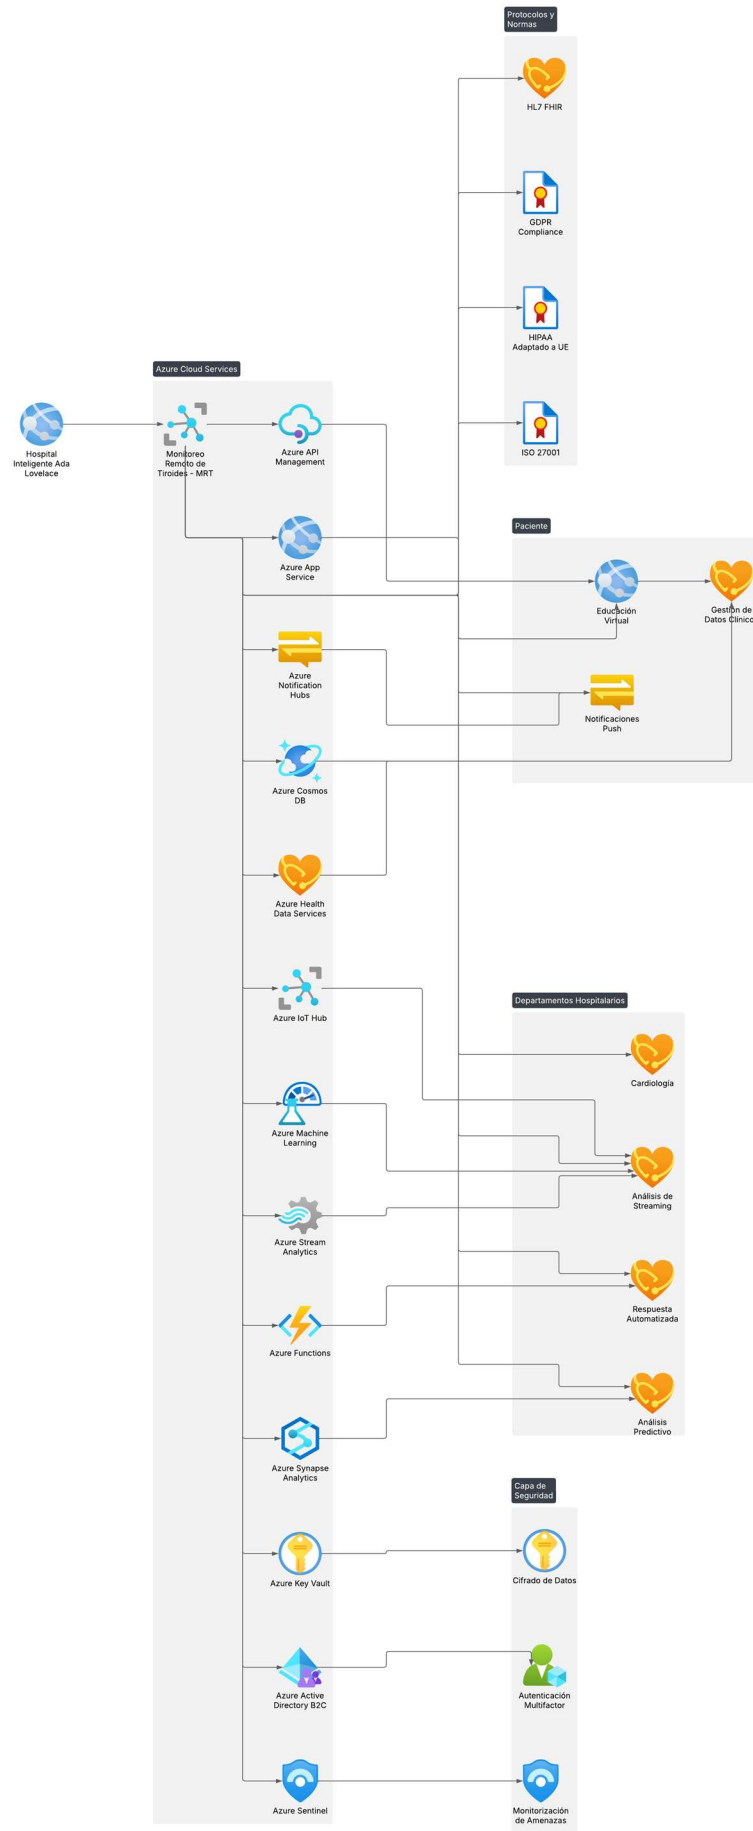 Protocolos y
Normas
HL7 FHIR
GDPR
Compliance
HIPAA
Adaptado a UE
ISO 27001
Azure Cloud Services
Hospital
Inteligente Ada
Lovelace
Monitoreo
Remoto de
Tiroides - MRT
Azure API
Management
Azure App
Service
Azure
Notification
Hubs
Azure Cosmos
DB
Azure Health
Data Services
Azure IoT Hub
Azure Machine
Learning
Azure Stream
Analytics
Azure Functions
Azure Synapse
Analytics
Azure Key Vault
Azure Active
Directory B2C
Azure Sentinel
Paciente
Educación
Virtual
Gestión de
Datos Clínico
Notificaciones
Push
Departamentos Hospitalarios
Cardiología
Análisis de
Streaming
Respuesta
Automatizada
Análisis
Predictivo
Capa de
Seguridad
Cifrado de Datos
Autenticación
Multifactor
Monitorización
de Amenazas